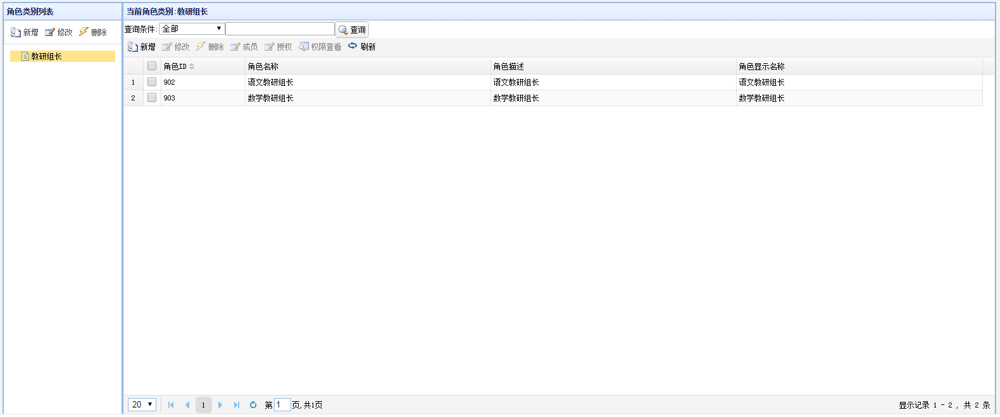 角色类别列表
新增 修改 删除
教研组长
当前角色类别:教研组长
查询条件: 全部 查询
新增 修改 删除 成员 授权 权限查看 刷新
角色ID 角色名称 角色描述 角色显示名称
1 902 语文教研组长 语文教研组长 语文教研组长
2 903 数学教研组长 数学教研组长 数学教研组长
20 1 第 1 页,共1页 显示记录 1 - 2 , 共 2 条